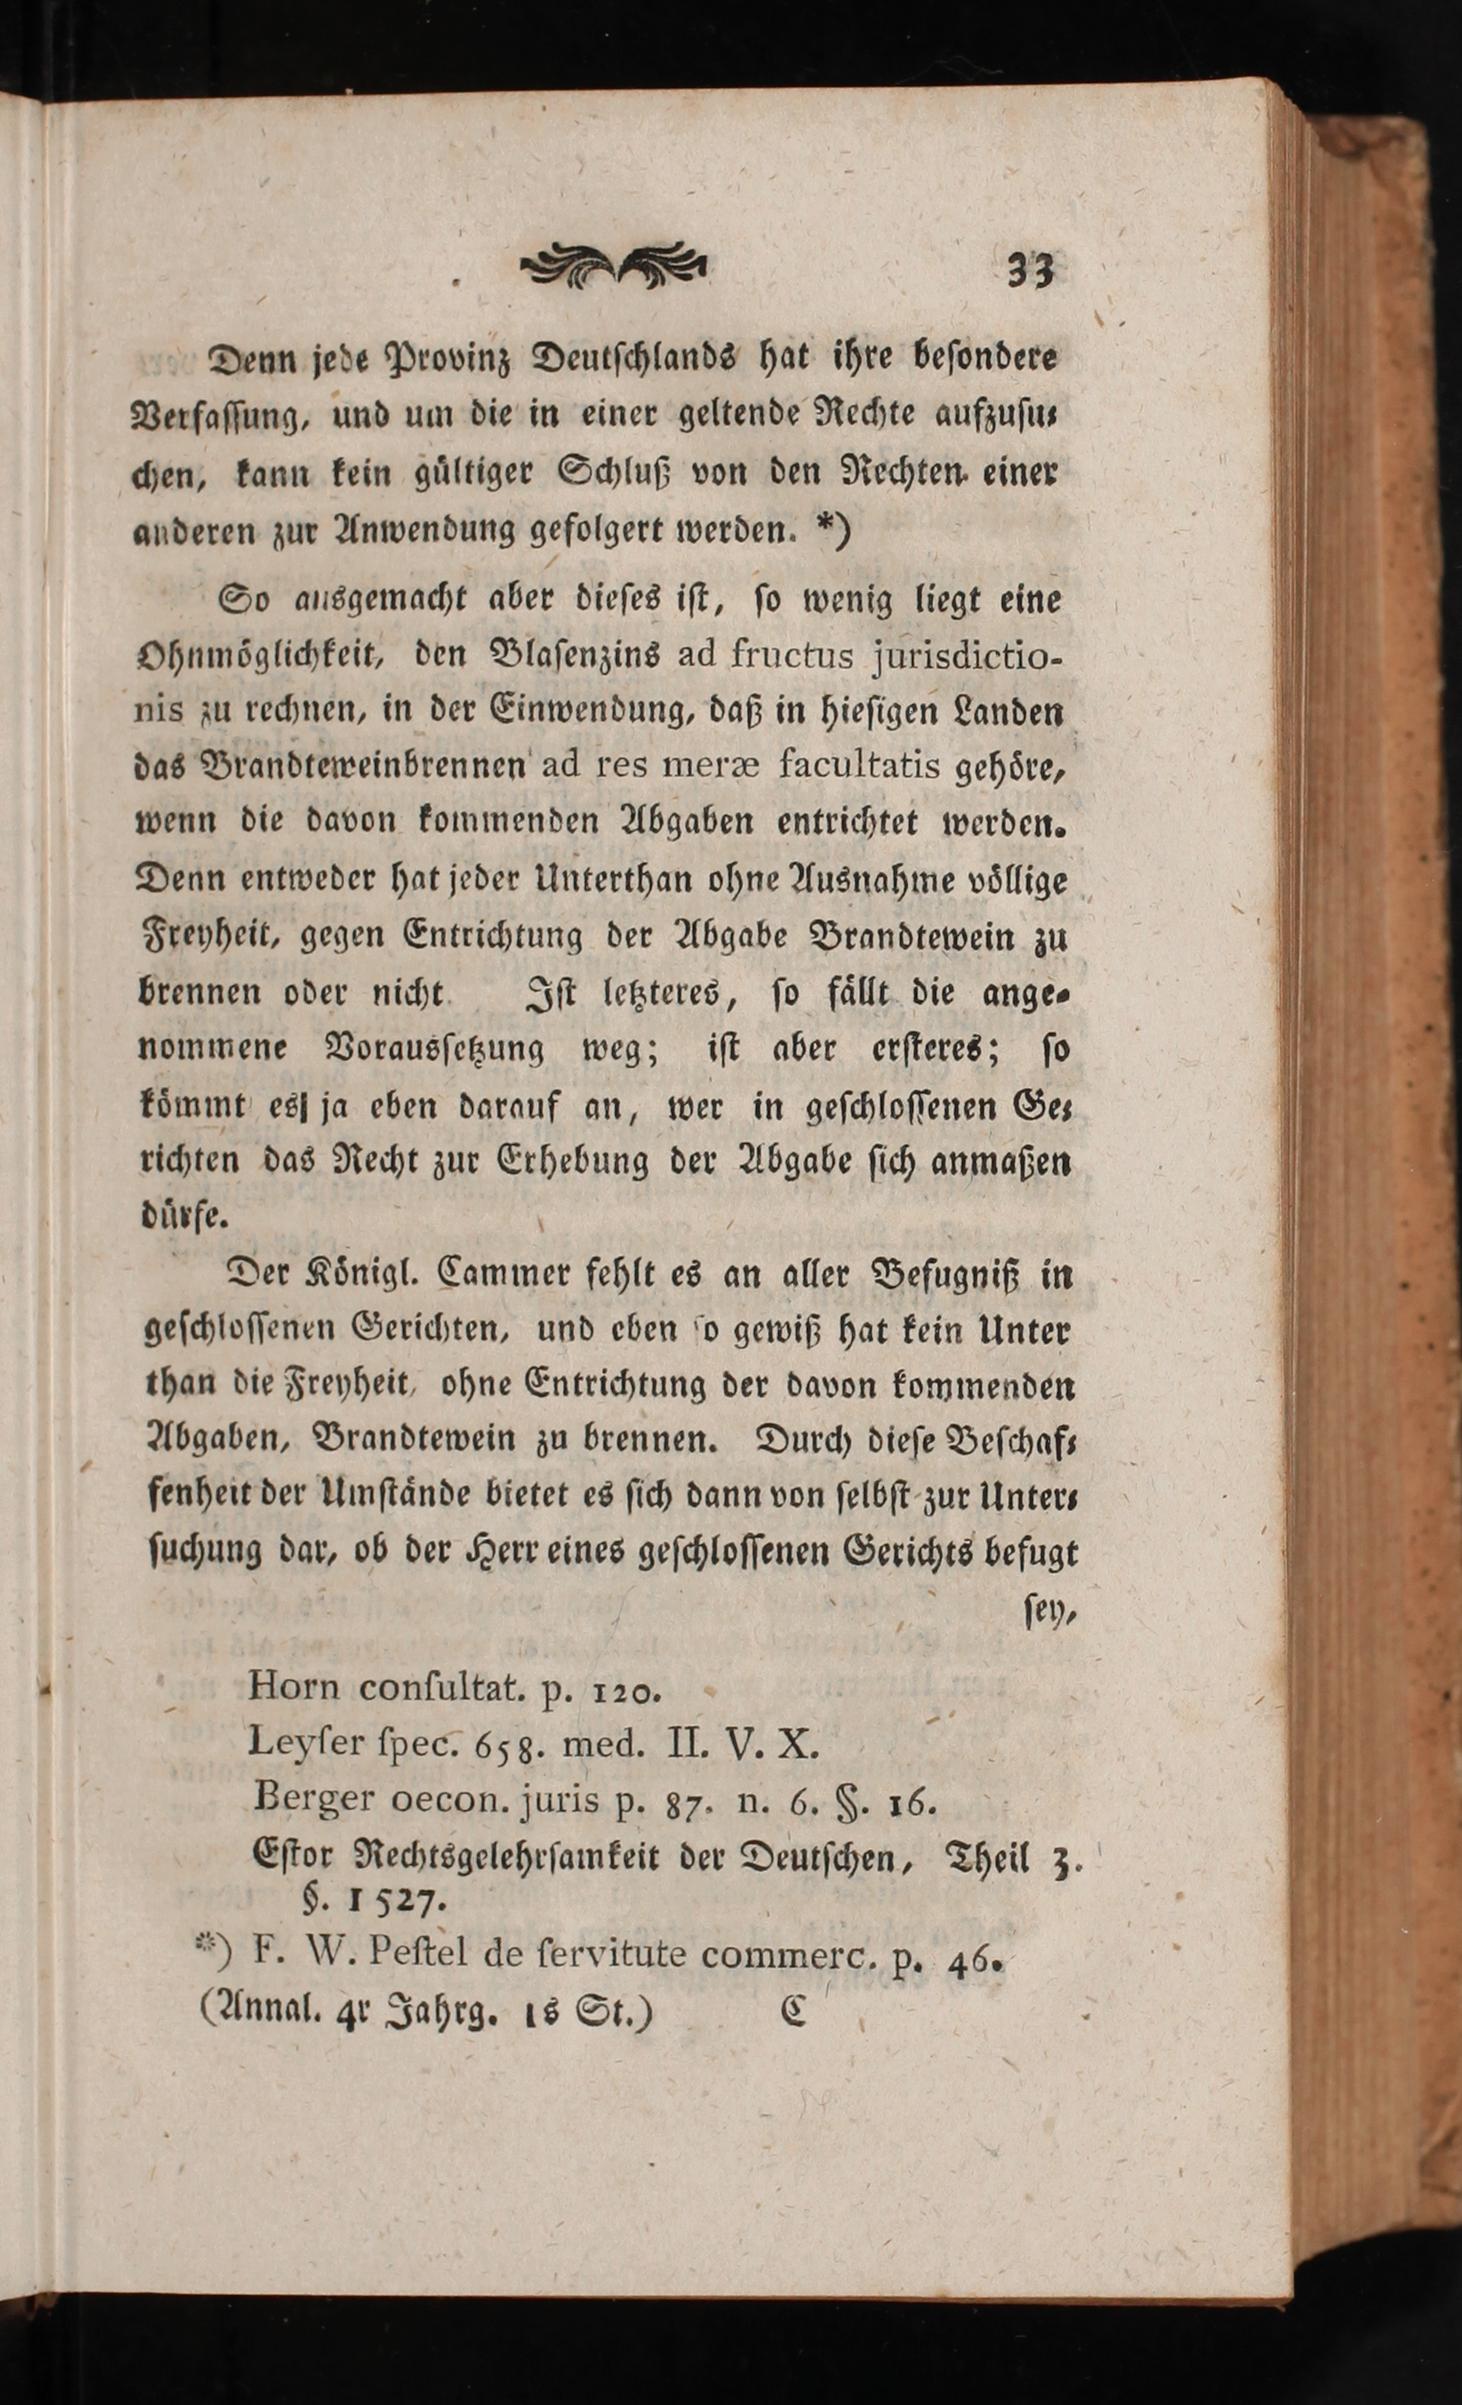 33
Denn jede Provinz Deutſchlands hat ihre beſondere
Verfaſſung, und um die in einer geltende Rechte aufzuſu⸗
chen, kann kein gültiger Schluß von den Rechten einer
anderen zur Anwendung gefolgert werden. *)
So ausgemacht aber dieſes iſt, ſo wenig liegt eine
Ohnmöglichkeit, den Blaſenzins ad fructus jurisdictio-
nis zu rechnen, in der Einwendung, daß in hieſigen Landen
das Brandteweinbrennen ad res meræ facultatis gehöre,
wenn die davon kommenden Abgaben entrichtet werden.
Denn entweder hat jeder Unterthan ohne Ausnahme völlige
Freyheit, gegen Entrichtung der Abgabe Brandtewein zu
brennen oder nicht Iſt letzteres, ſo fällt die ange⸗
nommene Vorausſetzung weg; iſt aber erſteres; ſo
kömmt es ja eben darauf an, wer in geſchloſſenen Ge⸗
richten das Recht zur Erhebung der Abgabe ſich anmaßen
dürfe.
Der Königl. Cammer fehlt es an aller Befugniß in
geſchloſſenen Gerichten, und eben ſo gewiß hat kein Unter
than die Freyheit, ohne Entrichtung der davon kommenden
Abgaben, Brandtewein zu brennen. Durch dieſe Beſchaf⸗
fenheit der Umſtände bietet es ſich dann von ſelbſt zur Unter⸗
ſuchung dar, ob der Herr eines geſchloſſenen Gerichts befugt
ſey,
Horn conſultat. p. 120.
Leyſer ſpec. 658. med. II. V. X.
Berger oecon. juris p. 87. n. 6. §. 16.
Eſtor Rechtsgelehrſamkeit der Deutſchen, Theil 3.
§. 1527.
*) F. W. Peſtel de ſervitute commerc. p. 46.
(Annal. 4r Jahrg. 1s St.) C